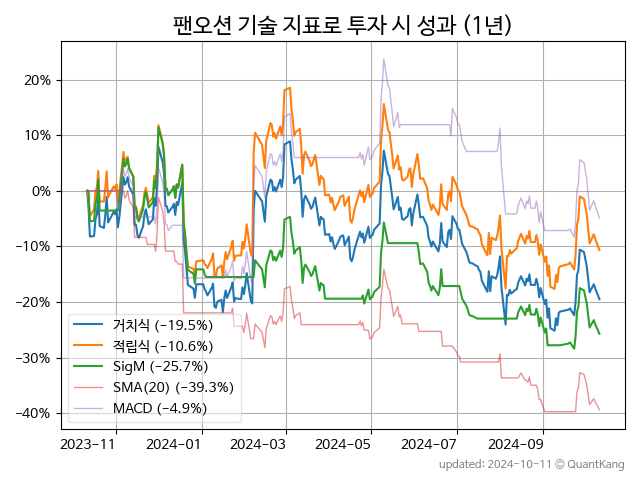 팬오션 기술 지표로 투자 시 성과 (1년)
20%
10%
0%
−10%
−20%
−30%
−40%
거치식 (−19.5%)
적립식 (−10.6%)
SigM (−25.7%)
SMA(20) (−39.3%)
MACD (−4.9%)
2023-11
2024-01
2024-03
2024-05
2024-07
2024-09
updated: 2024-10-11 © QuantKang